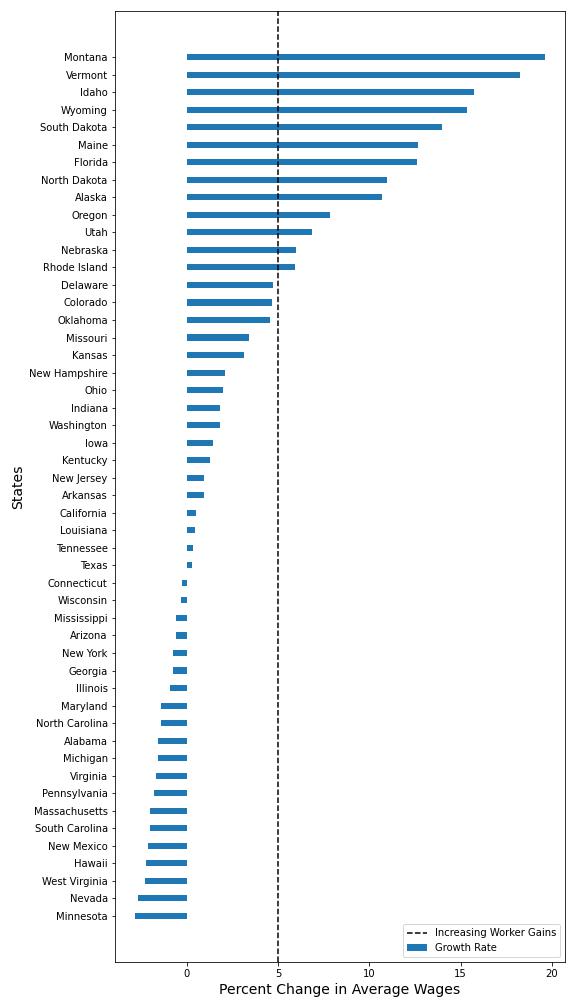 Montana
Vermont
Idaho
Wyoming
South Dakota
Maine
Florida
North Dakota
Alaska
Oregon
Utah
Nebraska
Rhode Island
Delaware
Colorado
Oklahoma
Missouri
Kansas
New Hampshire
Ohio
Indiana
Washington
Iowa
Kentucky
New Jersey
Arkansas
California
Louisiana
Tennessee
Texas
Connecticut
Wisconsin
Mississippi
Arizona
New York
Georgia
Illinois
Maryland
North Carolina
Alabama
Michigan
Virginia
Pennsylvania
Massachusetts
South Carolina
New Mexico
Hawaii
West Virginia
Nevada
Minnesota
States
Increasing Worker Gains
Growth Rate
0 5 10 15 20
Percent Change in Average Wages